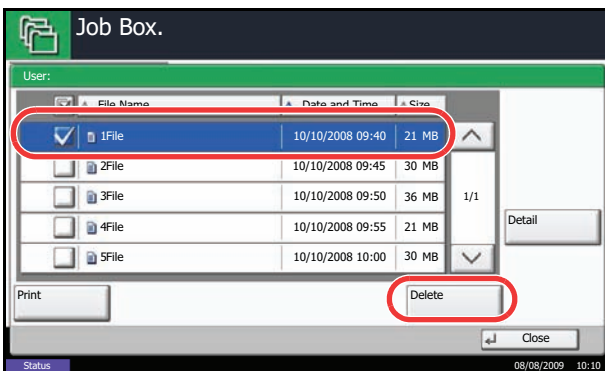 Job Box.
User:
File Name Date and Time Size
1File 10/10/2008 09:40 21 MB
2File 10/10/2008 09:45 30 MB
3File 10/10/2008 09:50 36 MB
4File 10/10/2008 09:55 21 MB
5File 10/10/2008 10:00 30 MB
1/1
Detail
Print
Delete
Close
Status 08/08/2009 10:10